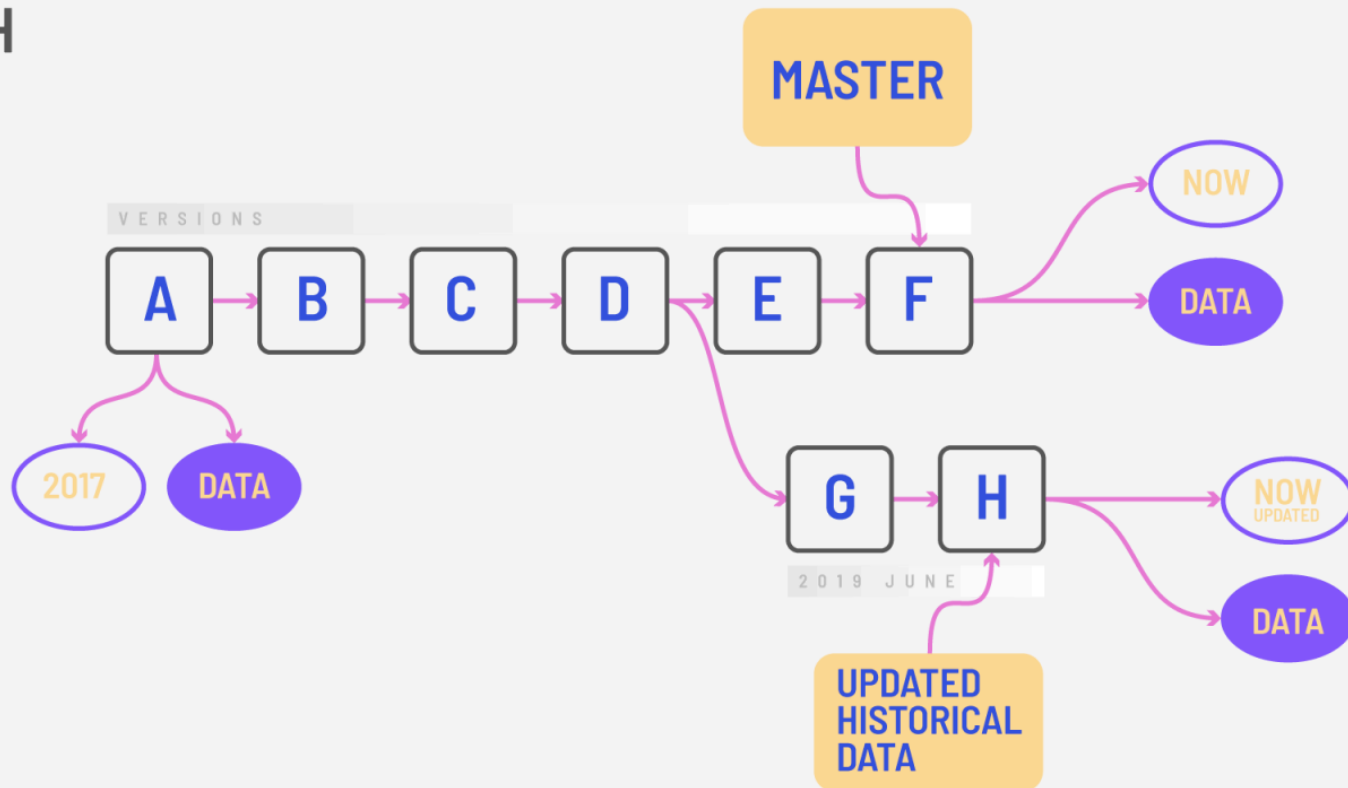 H
MASTER
NOW
VERSIONS
A
B
C
D
E
F
DATA
2017
DATA
G
H
NOW
UPDATED
2019 JUNE
DATA
UPDATED
HISTORICAL
DATA